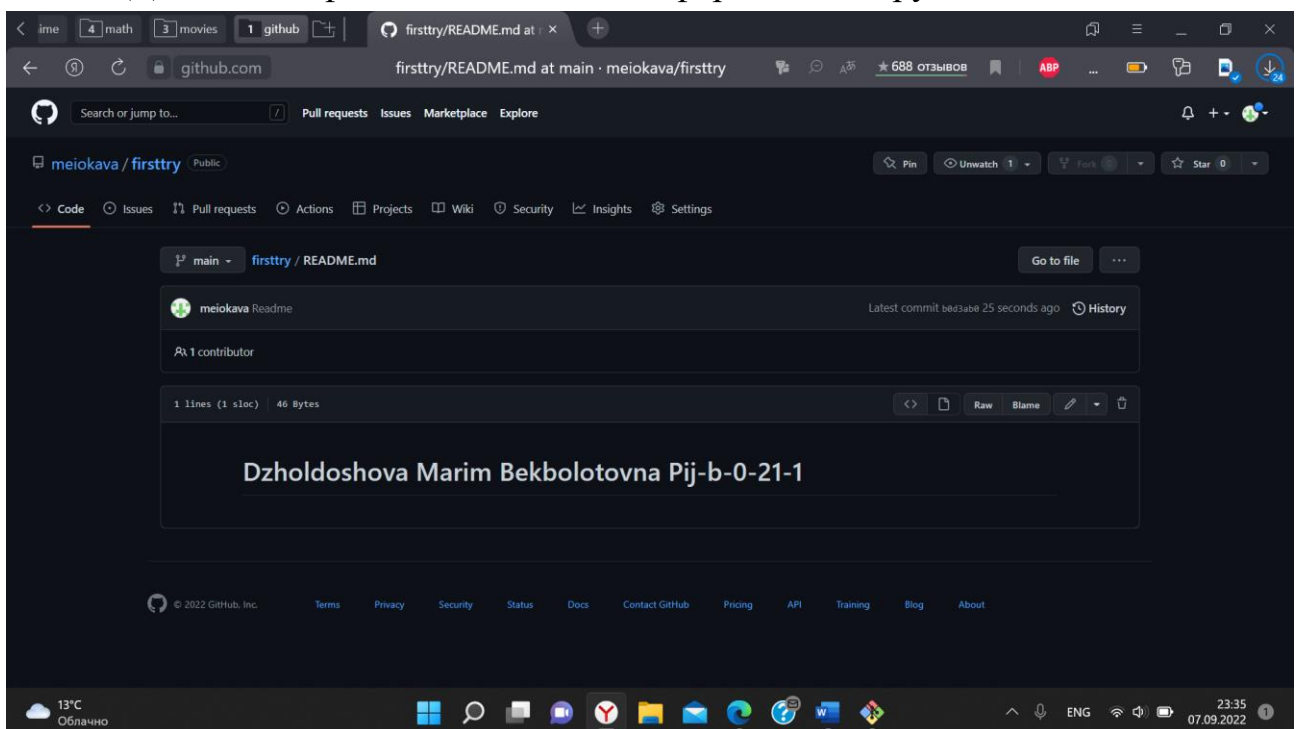 ime 4 math 3 movies 1 github firsttry/README.md at
github.com firsttry/README.md at main · meiokava/firsttry ★ 688 отзывов ABP ... 24
Search or jump to... / Pull requests Issues Marketplace Explore
meiokava / firsttry Public Pin Unwatch 1 Fork 0 Star 0
Code Issues Pull requests Actions Projects Wiki Security Insights Settings
main firsttry / README.md Go to file ...
meiokava Readme Latest commit bed3ab0 25 seconds ago History
1 contributor
1 lines (1 sloc) 46 Bytes <> Raw Blame
Dzholdoshova Marim Bekbolotovna Pij-b-0-21-1
© 2022 GitHub, Inc. Terms Privacy Security Status Docs Contact GitHub Pricing API Training Blog About
13°C
Облачно
ENG
23:35
07.09.2022
1